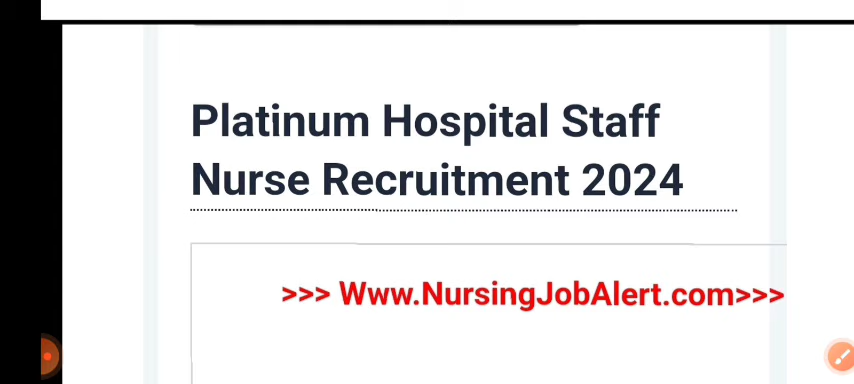 Platinum Hospital Staff
Nurse Recruitment 2024
>>> Www.NursingJobAlert.com>>>